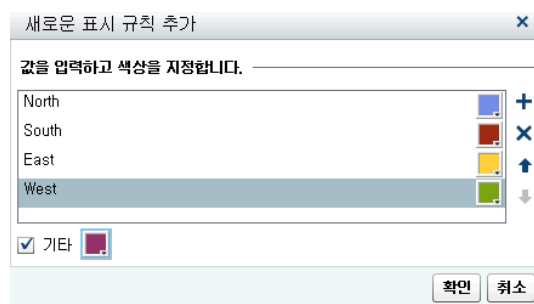 새로운 표시 규칙 추가
값을 입력하고 색상을 지정합니다.
North
South
East
West
기타
확인 취소